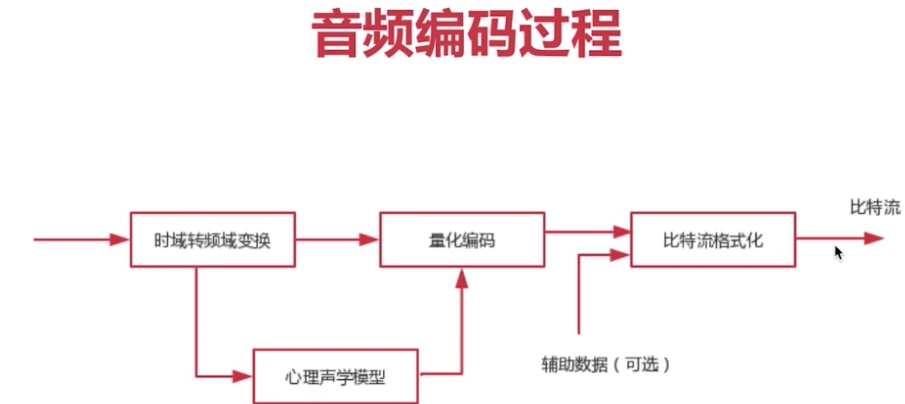 音频编码过程
比特流
时域转频域变换
量化编码
比特流格式化
心理声学模型
辅助数据（可选）